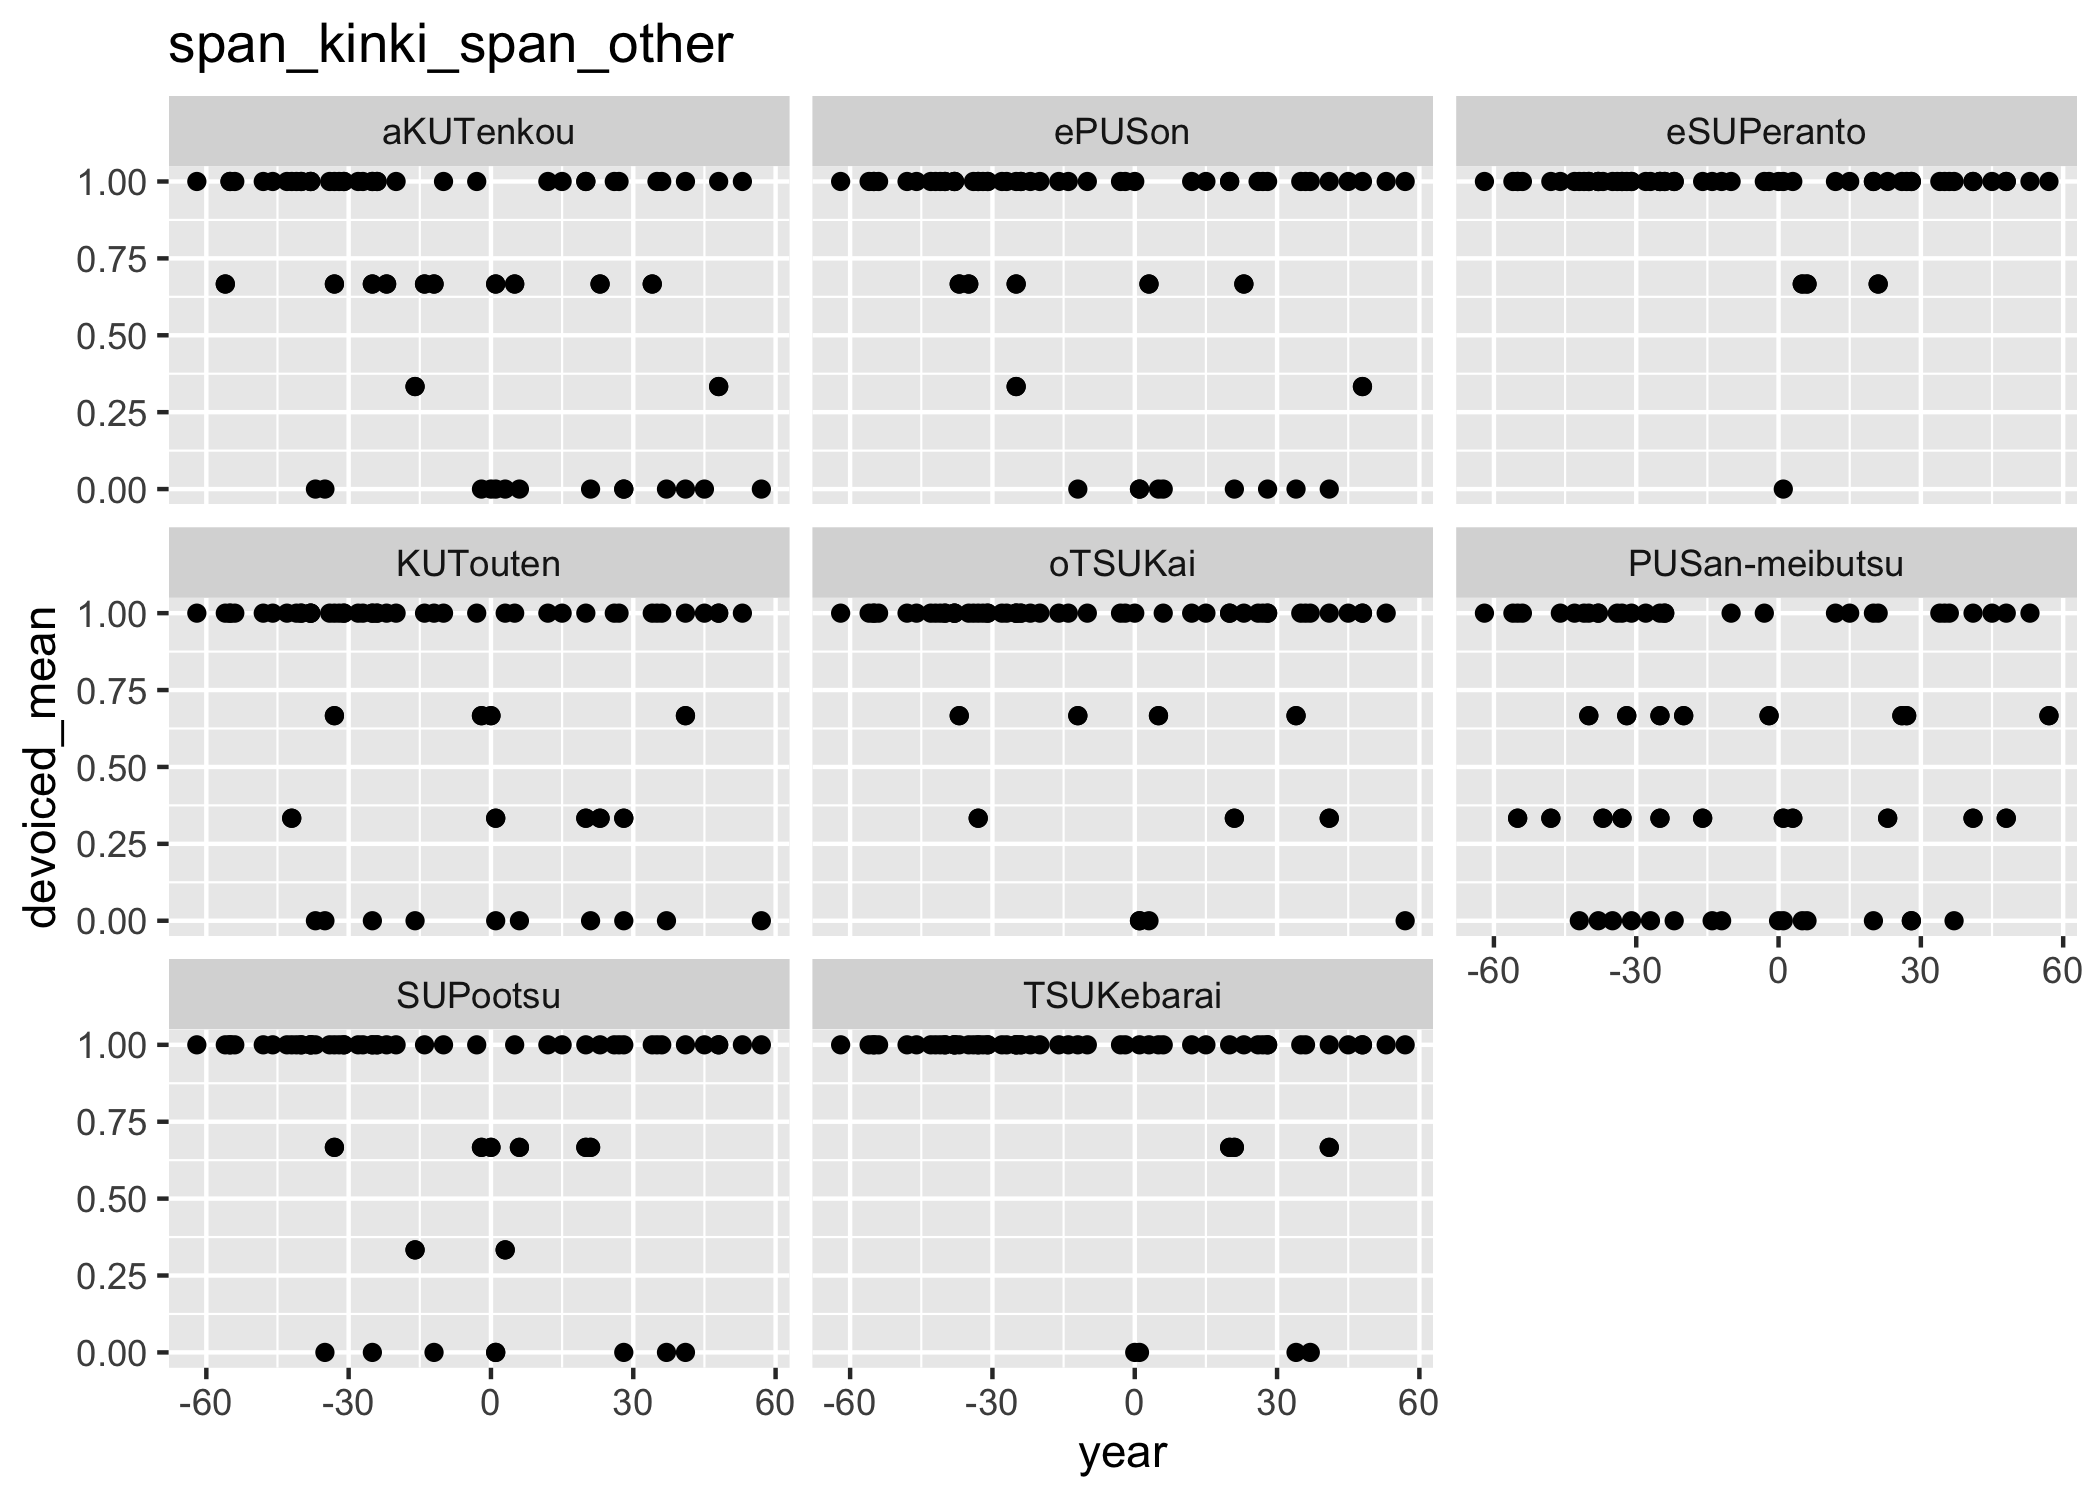 span_kinki_span_other
aKUTenkou
ePUSon
eSUPeranto
1.00
0.75
0.50
0.25
0.00
KUTouten
oTSUKai
PUSan-meibutsu
devoiced_mean
1.00
0.75
0.50
0.25
0.00
-60 -30 0 30 60
SUPootsu
TSUKebarai
1.00
0.75
0.50
0.25
0.00
-60 -30 0 30 60
-60 -30 0 30 60
year